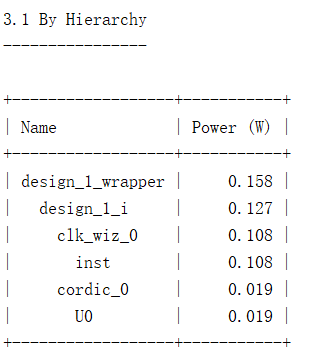 3.1 By Hierarchy
----------------
+------------------+-----------+
| Name             | Power (W) |
+------------------+-----------+
| design_1_wrapper |     0.158 |
|   design_1_i     |     0.127 |
|     clk_wiz_0    |     0.108 |
|       inst       |     0.108 |
|     cordic_0     |     0.019 |
|       U0         |     0.019 |
+------------------+-----------+